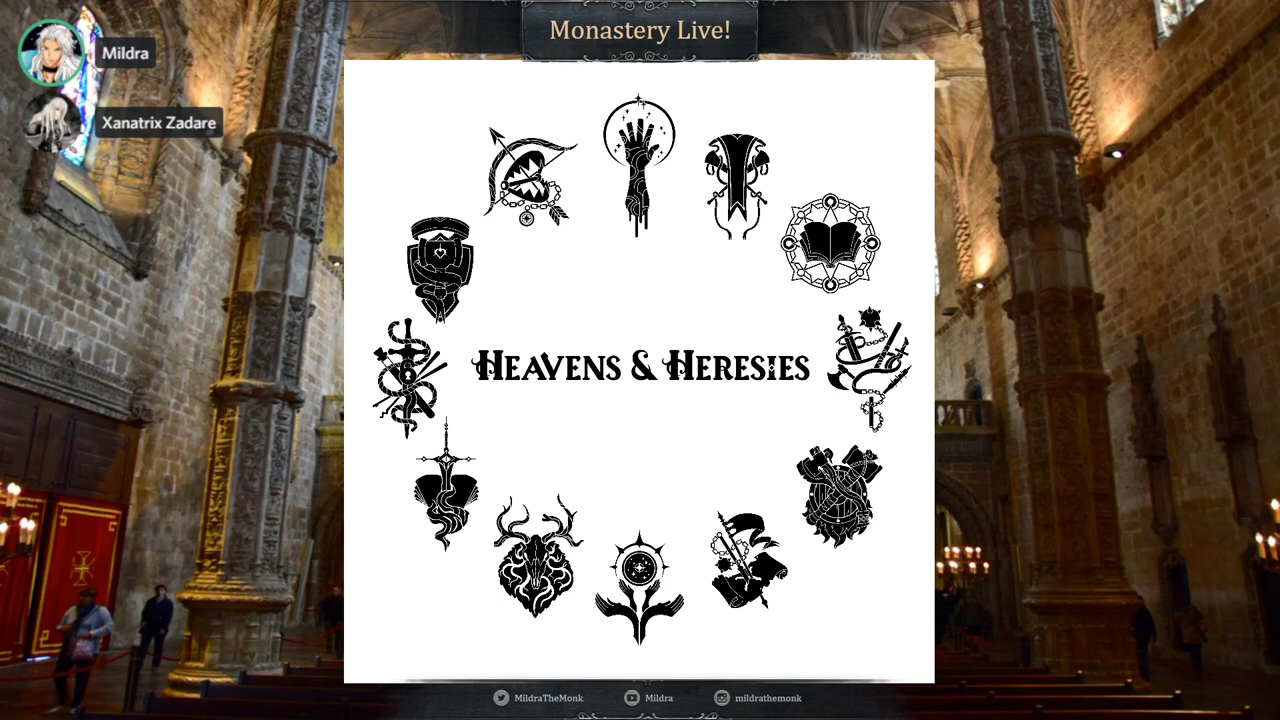 Monastery Live!
Mildra
Xanatrix Zadare
HEAVENS & HERESIES
MildraTheMonk
Mildra
mildrathemonk